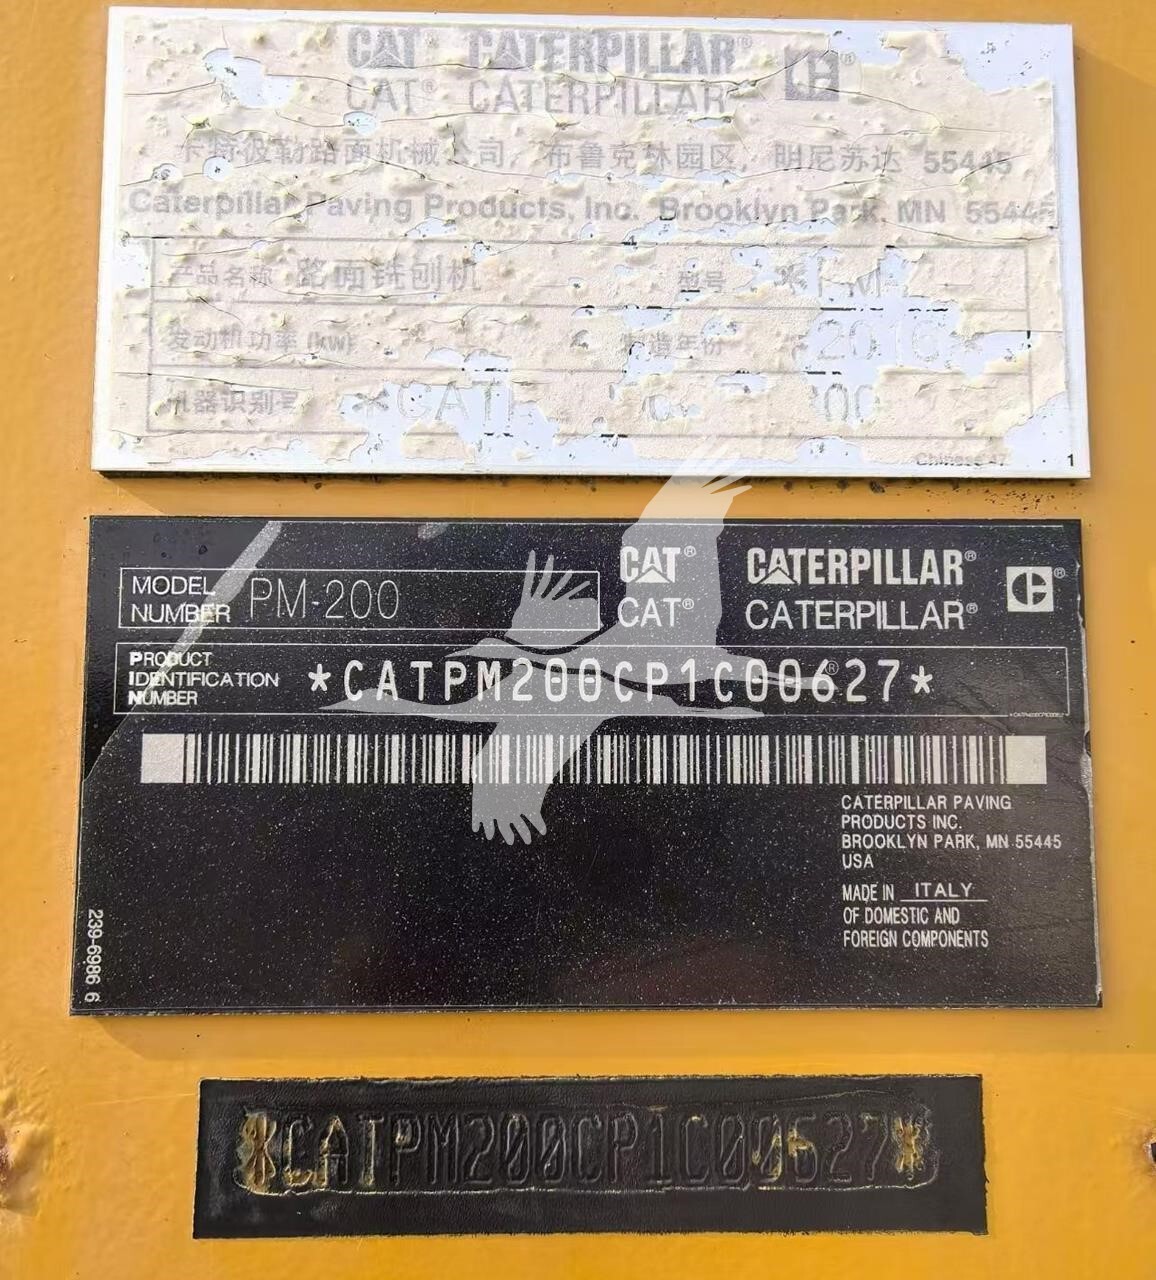 CAT® CATERPILLAR®
CAT® CATERPILLAR
卡特彼勒路面机械公司, 布鲁克林园区, 明尼苏达 55445
Caterpillar Paving Products, Inc. Brooklyn Park, MN 55445
产品名称 路面铣刨机 型号
发动机功率 (kw) 制造年份 2016
机器识别号
Chinese 47 1
MODEL NUMBER PM-200
CAT® CATERPILLAR®
CAT® CATERPILLAR®
PRODUCT IDENTIFICATION NUMBER *CATPM200CP1C00627*
CATERPILLAR PAVING
PRODUCTS INC.
BROOKLYN PARK, MN 55445
USA
MADE IN ITALY
OF DOMESTIC AND
FOREIGN COMPONENTS
239-6986 6
*CATPM200CP1C00627*